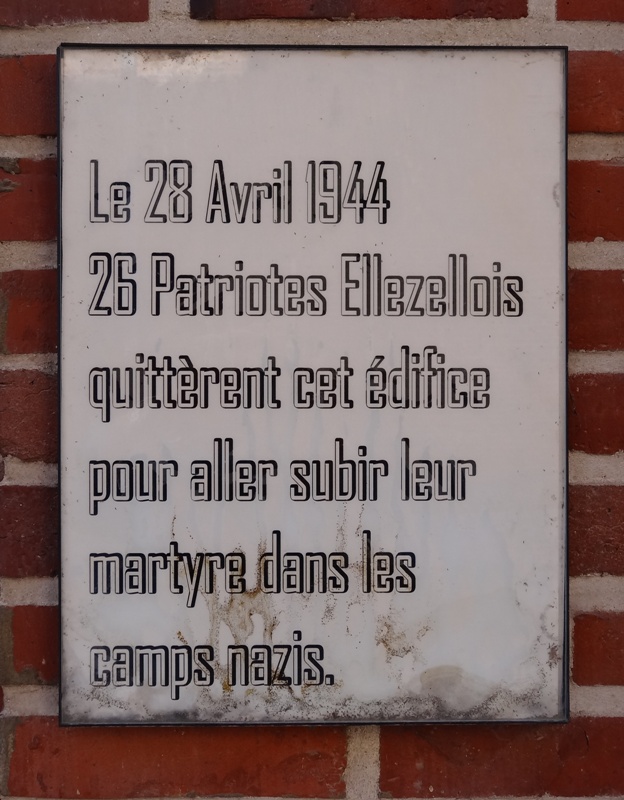 Le 28 Avril 1944
26 Patriotes Ellezellois
quittèrent cet édifice
pour aller subir leur
martyre dans les
camps nazis.